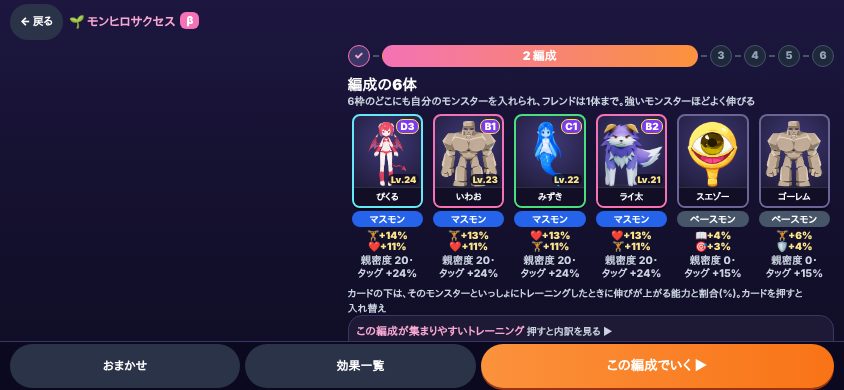 ← 戻る
🌱 モンヒロサクセス β
✓
2 編成
3
4
5
6
編成の6体
6枠のどこにも自分のモンスターを入れられ、フレンドは1体まで。強いモンスターほどよく伸びる
D3
Lv.24
ぴくる
マスモン
🏋+14%
❤️+11%
親密度 20・
タッグ +24%
B1
Lv.23
いわお
マスモン
🏋+13%
❤️+11%
親密度 20・
タッグ +24%
C1
Lv.22
みずき
マスモン
❤️+13%
🏋+11%
親密度 20・
タッグ +24%
B2
Lv.21
ライ太
マスモン
❤️+13%
🏋+11%
親密度 20・
タッグ +24%
スエゾー
ベースモン
📖+4%
🎯+3%
親密度 0・
タッグ +15%
ゴーレム
ベースモン
🏋+6%
🛡+4%
親密度 0・
タッグ +15%
カードの下は、そのモンスターといっしょにトレーニングしたときに伸びが上がる能力と割合(%)。カードを押すと
入れ替え
この編成が集まりやすいトレーニング 押すと内訳を見る ▶
おまかせ
効果一覧
この編成でいく ▶